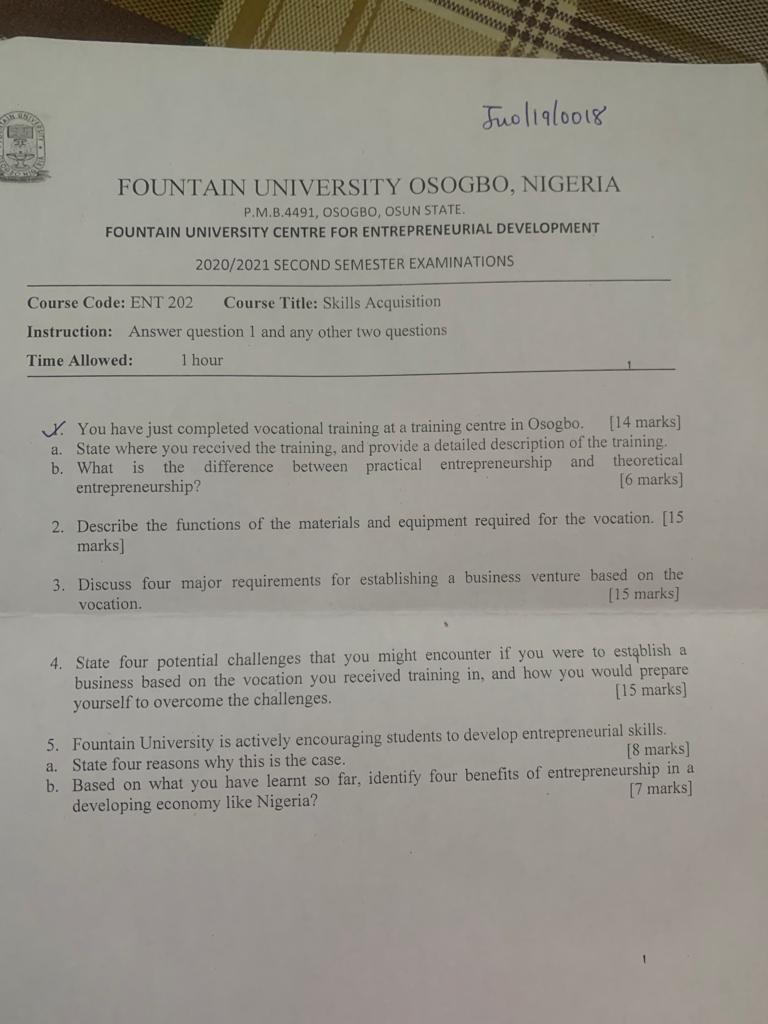 Juo/19/0018
FOUNTAIN UNIVERSITY OSOGBO, NIGERIA
P.M.B.4491, OSOGBO, OSUN STATE.
FOUNTAIN UNIVERSITY CENTRE FOR ENTREPRENEURIAL DEVELOPMENT
2020/2021 SECOND SEMESTER EXAMINATIONS
Course Code: ENT 202 Course Title: Skills Acquisition
Instruction: Answer question 1 and any other two questions
Time Allowed: 1 hour
1
1. You have just completed vocational training at a training centre in Osogbo. [14 marks]
a. State where you received the training, and provide a detailed description of the training.
b. What is the difference between practical entrepreneurship and theoretical
entrepreneurship? [6 marks]
2. Describe the functions of the materials and equipment required for the vocation. [15
marks]
3. Discuss four major requirements for establishing a business venture based on the
vocation. [15 marks]
4. State four potential challenges that you might encounter if you were to establish a
business based on the vocation you received training in, and how you would prepare
yourself to overcome the challenges. [15 marks]
5. Fountain University is actively encouraging students to develop entrepreneurial skills.
a. State four reasons why this is the case. [8 marks]
b. Based on what you have learnt so far, identify four benefits of entrepreneurship in a
developing economy like Nigeria? [7 marks]
1